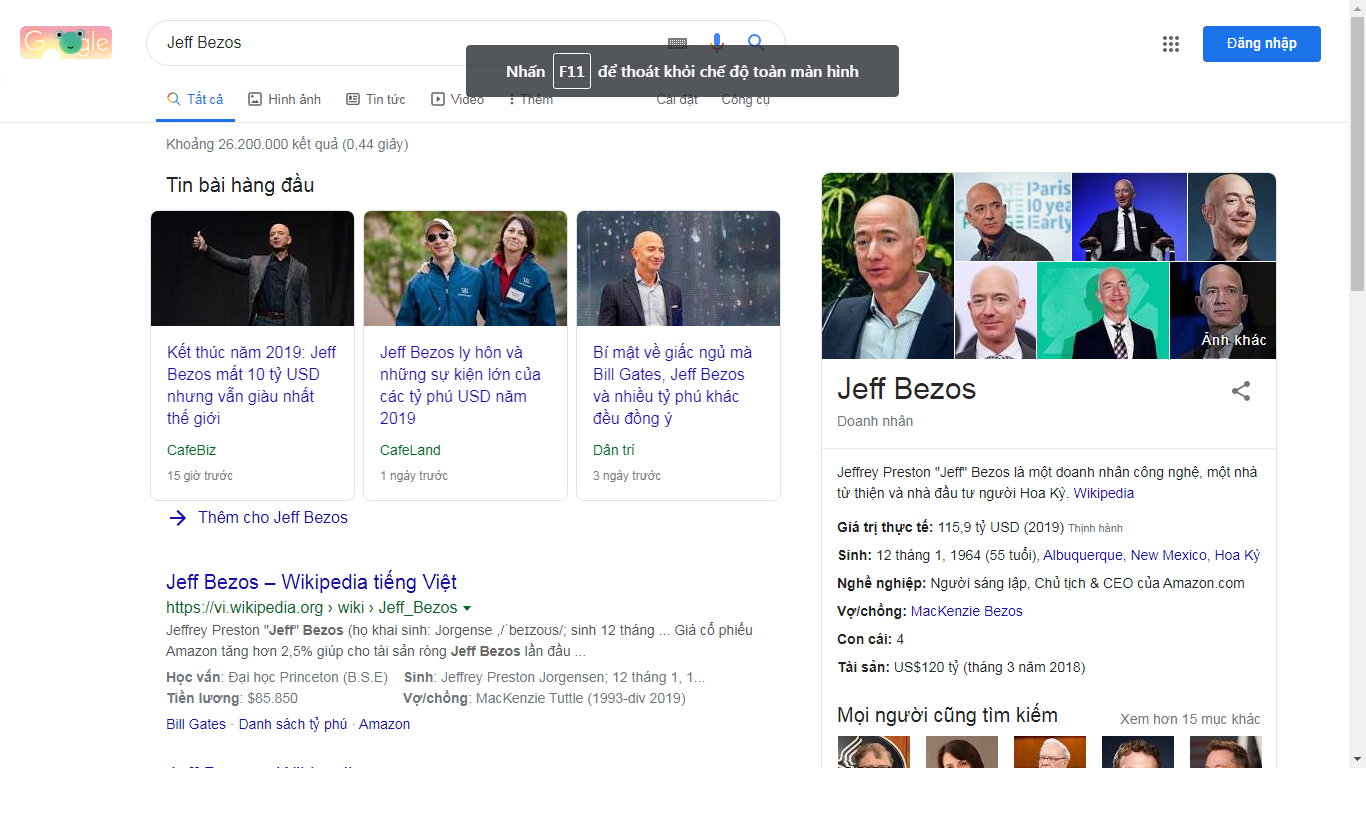 Google
Jeff Bezos
Đăng nhập
Nhấn F11 để thoát khỏi chế độ toàn màn hình
Tất cả
Hình ảnh
Tin tức
Video
Thêm
Cài đặt
Công cụ
Khoảng 26.200.000 kết quả (0,44 giây)
Tin bài hàng đầu
Kết thúc năm 2019: Jeff
Bezos mất 10 tỷ USD
nhưng vẫn giàu nhất
thế giới
CafeBiz
15 giờ trước
Jeff Bezos ly hôn và
những sự kiện lớn của
các tỷ phú USD năm
2019
CafeLand
1 ngày trước
Bí mật về giấc ngủ mà
Bill Gates, Jeff Bezos
và nhiều tỷ phú khác
đều đồng ý
Dân trí
3 ngày trước
Thêm cho Jeff Bezos
Jeff Bezos – Wikipedia tiếng Việt
https://vi.wikipedia.org › wiki › Jeff_Bezos
Jeffrey Preston "Jeff" Bezos (họ khai sinh: Jorgense ,/ˈbeɪzoʊs/; sinh 12 tháng ... Giá cổ phiếu
Amazon tăng hơn 2,5% giúp cho tài sản ròng Jeff Bezos lần đầu ...
Học vấn: Đại học Princeton (B.S.E) Sinh: Jeffrey Preston Jorgensen; 12 tháng 1, 1...
Tiền lương: $85.850 Vợ/chồng: MacKenzie Tuttle (1993-div 2019)
Bill Gates · Danh sách tỷ phú · Amazon
THE Paris
10 yea
Early
Ảnh khác
Jeff Bezos
Doanh nhân
Jeffrey Preston "Jeff" Bezos là một doanh nhân công nghệ, một nhà
từ thiện và nhà đầu tư người Hoa Kỳ. Wikipedia
Giá trị thực tế: 115,9 tỷ USD (2019) Thịnh hành
Sinh: 12 tháng 1, 1964 (55 tuổi), Albuquerque, New Mexico, Hoa Kỳ
Nghề nghiệp: Người sáng lập, Chủ tịch & CEO của Amazon.com
Vợ/chồng: MacKenzie Bezos
Con cái: 4
Tài sản: US$120 tỷ (tháng 3 năm 2018)
Mọi người cũng tìm kiếm
Xem hơn 15 mục khác